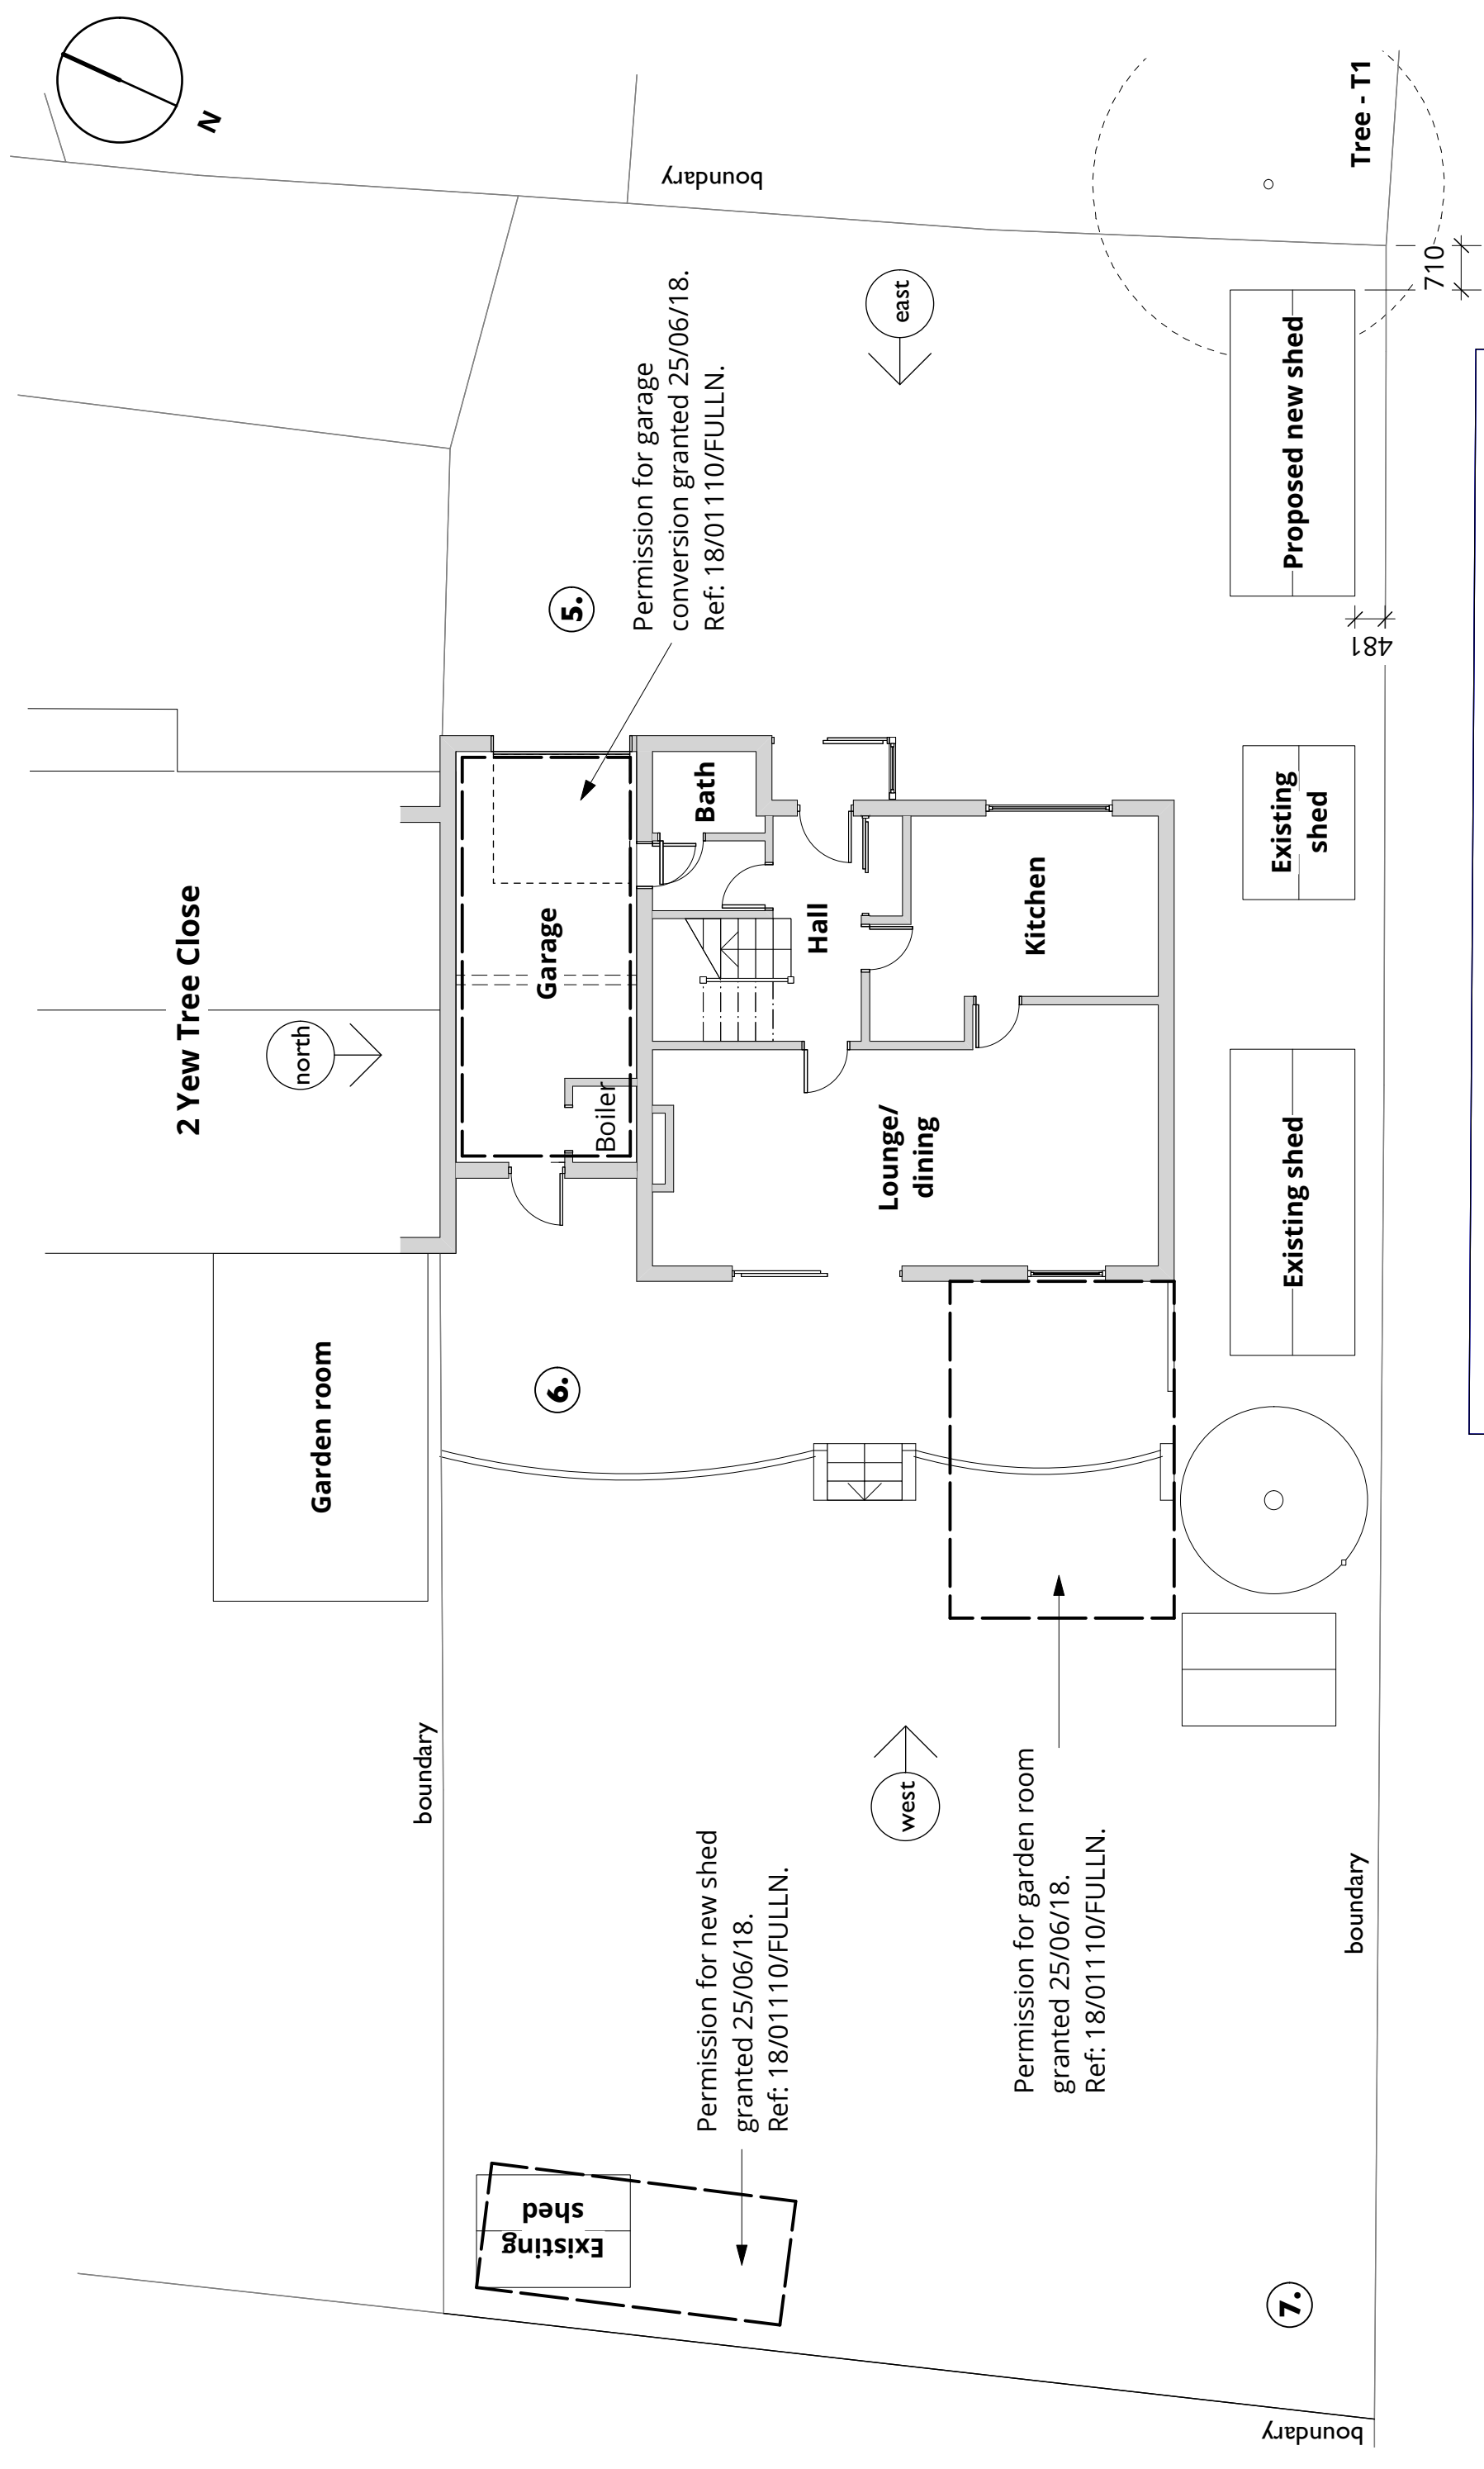 N
2 Yew Tree Close
north
Garden room
boundary
boundary
5.
Permission for garage
conversion granted 25/06/18.
Ref: 18/01110/FULLN.
east
Tree - T1
710
Proposed new shed
481
Garage
Boiler
Bath
Hall
Kitchen
Lounge/
dining
Existing
shed
Existing shed
6.
west
Permission for new shed
granted 25/06/18.
Ref: 18/01110/FULLN.
Permission for garden room
granted 25/06/18.
Ref: 18/01110/FULLN.
Existing
shed
7.
boundary
boundary